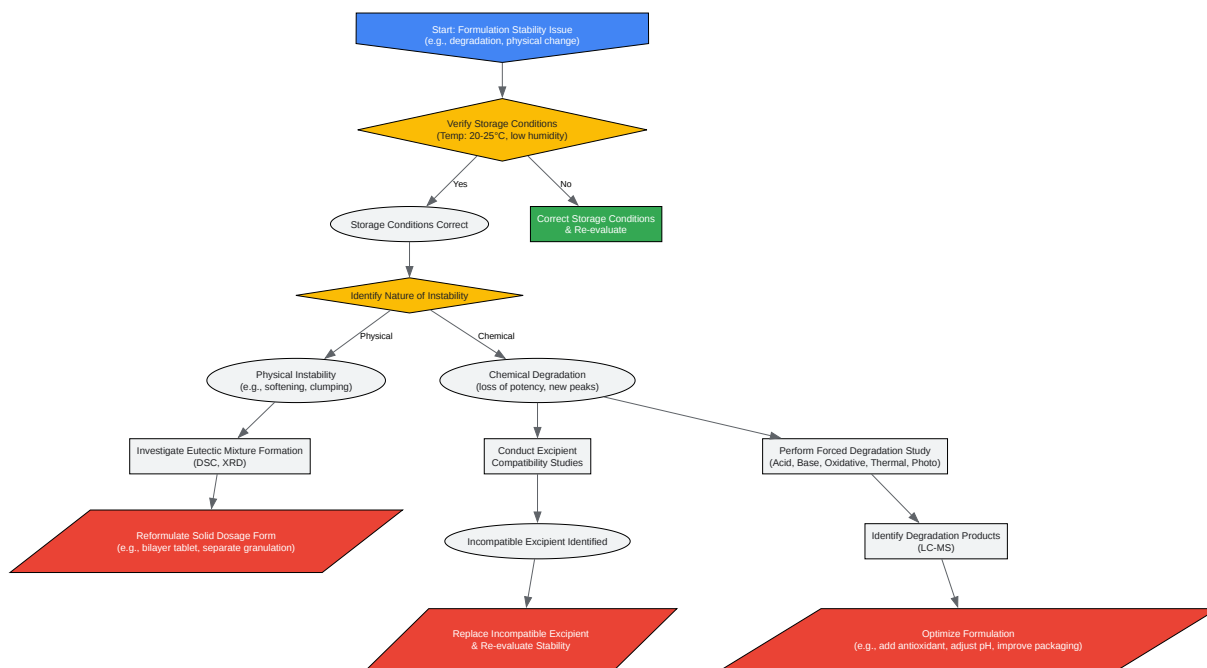 Start: Formulation Stability Issue
(e.g., degradation, physical change)
Verify Storage Conditions
(Temp: 20-25°C, low humidity)
Yes
No
Storage Conditions Correct
Correct Storage Conditions
& Re-evaluate
Identify Nature of Instability
Physical
Chemical
Physical Instability
(e.g., softening, clumping)
Chemical Degradation
(loss of potency, new peaks)
Investigate Eutectic Mixture Formation
(DSC, XRD)
Conduct Excipient
Compatibility Studies
Perform Forced Degradation Study
(Acid, Base, Oxidative, Thermal, Photo)
Reformulate Solid Dosage Form
(e.g., bilayer tablet, separate granulation)
Incompatible Excipient Identified
Identify Degradation Products
(LC-MS)
Replace Incompatible Excipient
& Re-evaluate Stability
Optimize Formulation
(e.g., add antioxidant, adjust pH, improve packaging)